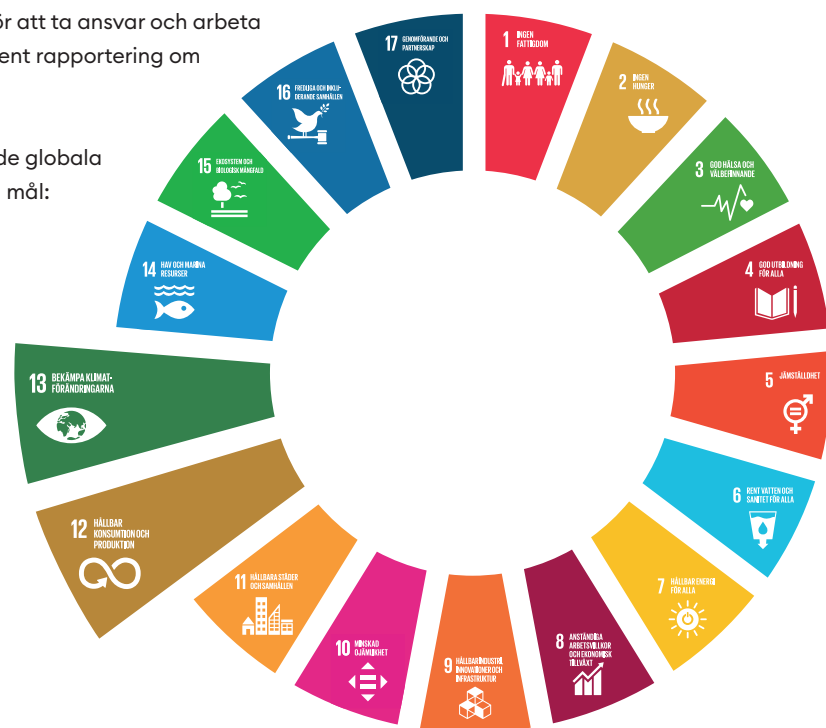 ör att ta ansvar och arbeta
ent rapportering om
de globala
mål:
1 INGEN
FATTIGDOM
2 INGEN
HUNGER
3 GOD HÄLSA OCH
VÄLBEFINNANDE
4 GOD UTBILDNING
FÖR ALLA
5 JÄMSTÄLLDHET
6 RENT VATTEN OCH
SANITET FÖR ALLA
7 HÅLLBAR ENERGI
FÖR ALLA
8 ANSTÄNDIGA
ARBETSVILLKOR
OCH EKONOMISK
TILLVÄXT
9 HÅLLBAR INDUSTRI,
INNOVATIONER OCH
INFRASTRUKTUR
10 MINSKAD
OJÄMLIKHET
11 HÅLLBARA STÄDER
OCH SAMHÄLLEN
12 HÅLLBAR
KONSUMTION OCH
PRODUKTION
13 BEKÄMPA KLIMAT-
FÖRÄNDRINGARNA
14 HAV OCH MARINA
RESURSER
15 EKOSYSTEM OCH
BIOLOGISK MÅNGFALD
16 FREDLIGA OCH INKLU-
DERANDE SAMHÄLLEN
17 GENOMFÖRANDE OCH
PARTNERSKAP